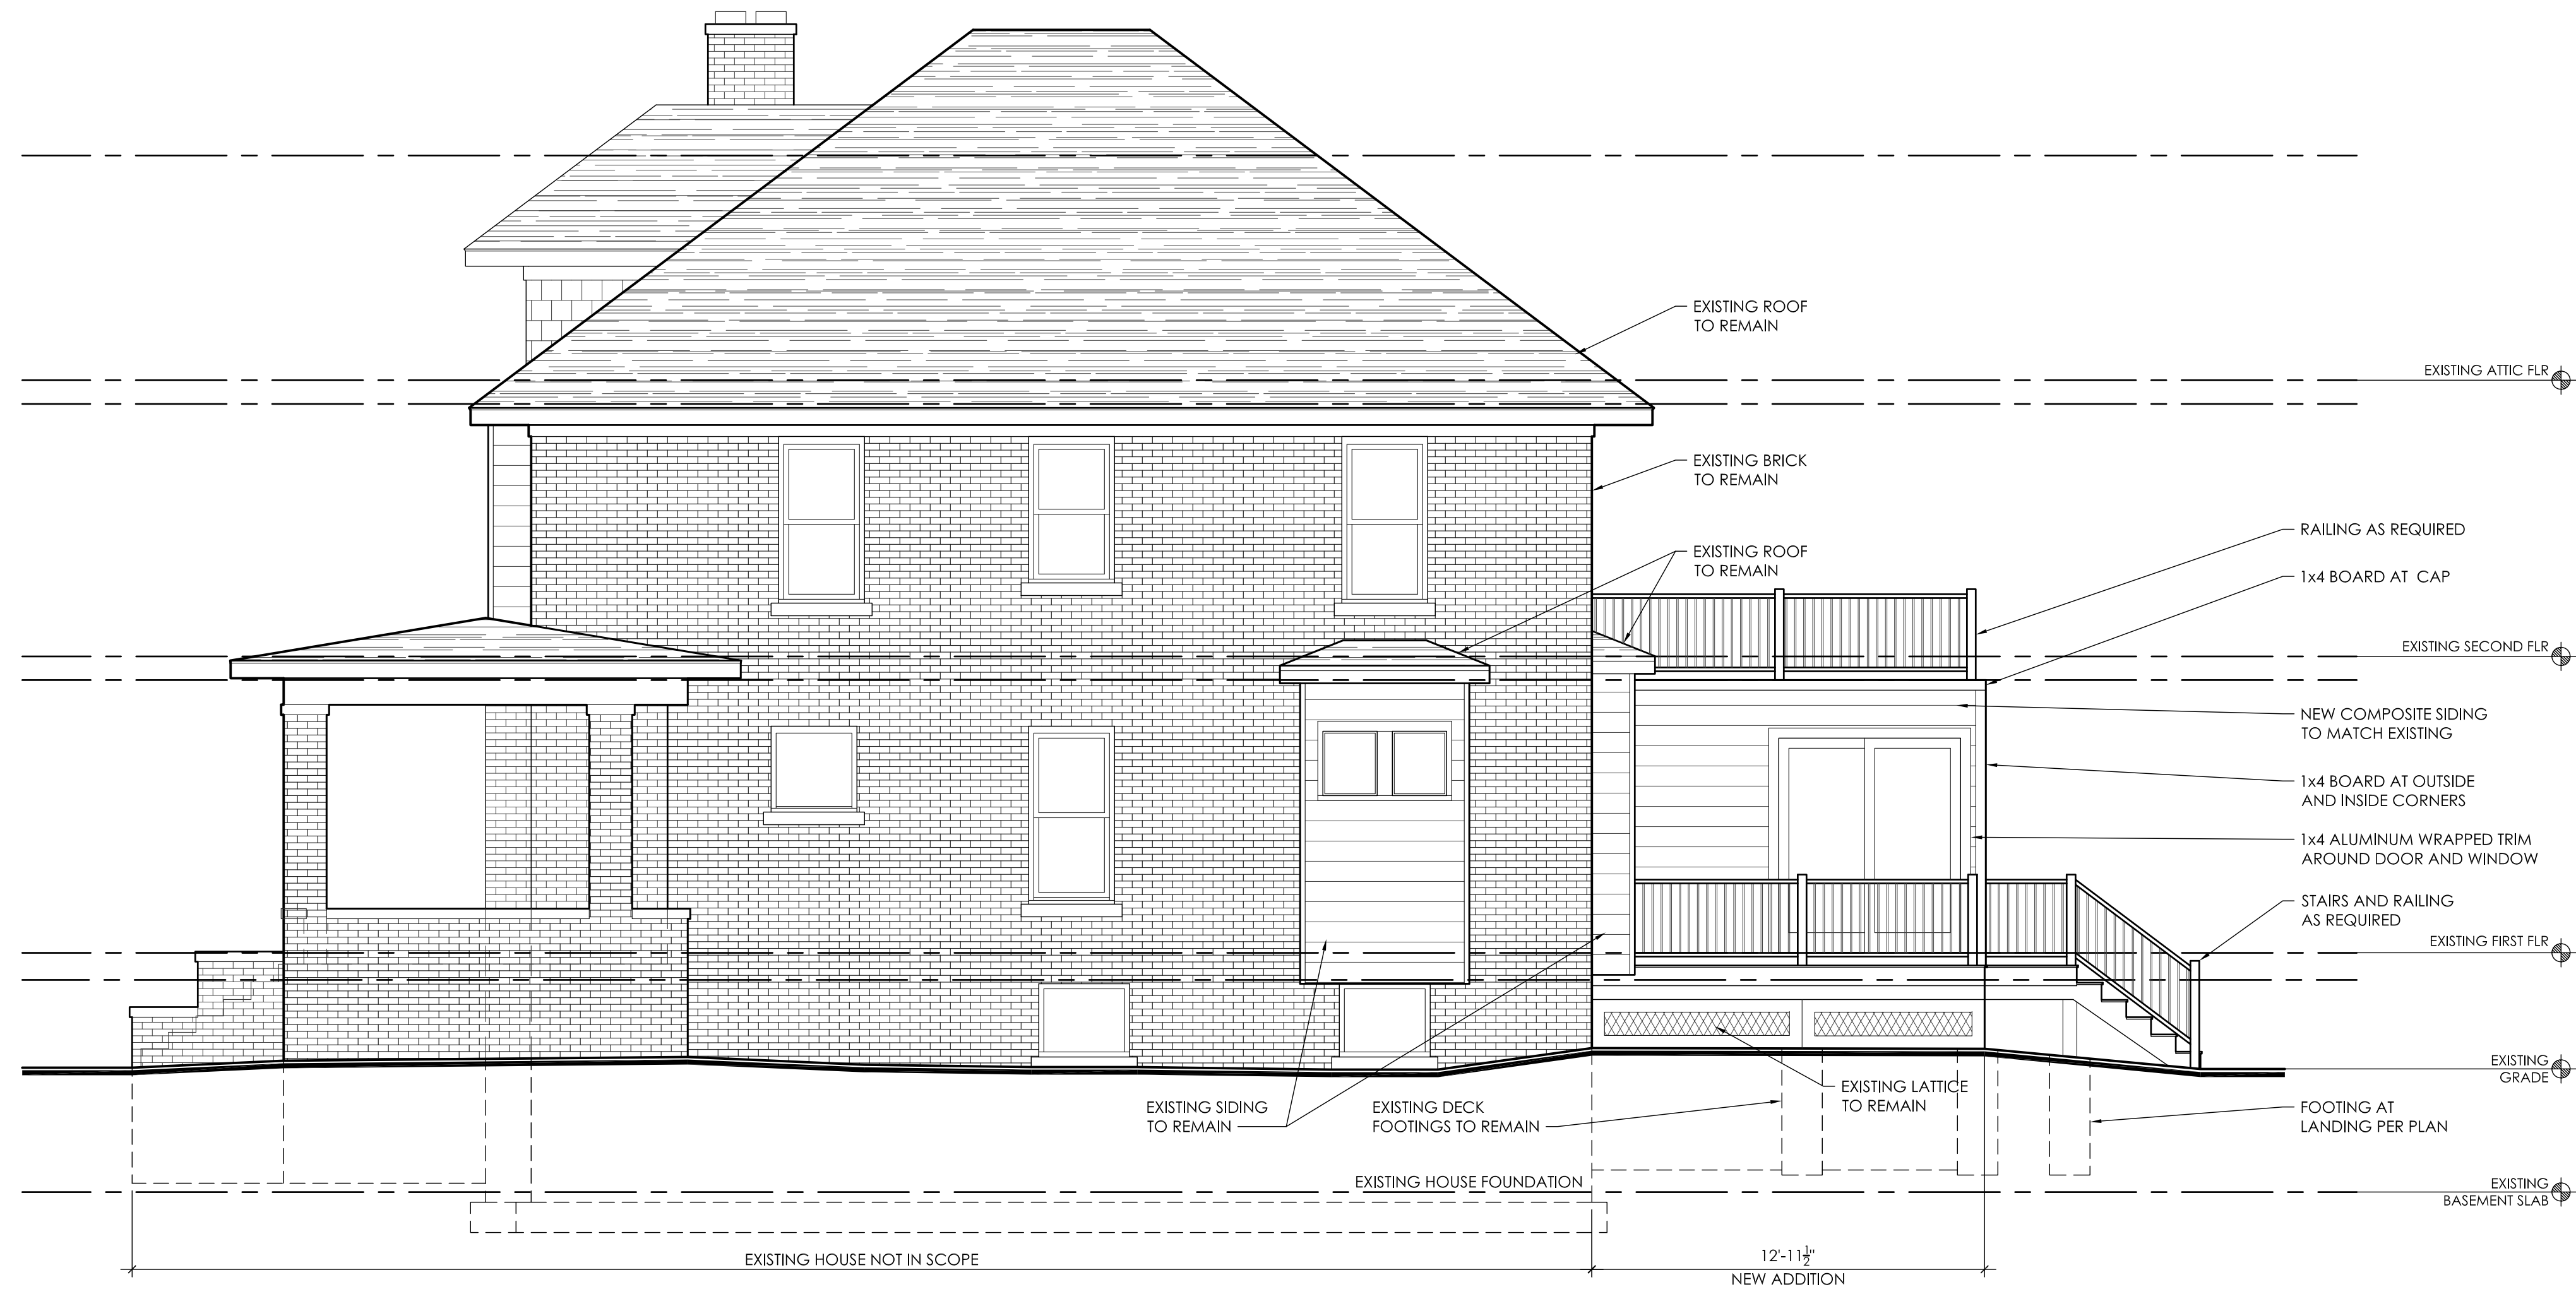 EXISTING ROOF
TO REMAIN
EXISTING ATTIC FLR
EXISTING BRICK
TO REMAIN
RAILING AS REQUIRED
EXISTING ROOF
TO REMAIN
1x4 BOARD AT CAP
EXISTING SECOND FLR
NEW COMPOSITE SIDING
TO MATCH EXISTING
1x4 BOARD AT OUTSIDE
AND INSIDE CORNERS
1x4 ALUMINUM WRAPPED TRIM
AROUND DOOR AND WINDOW
STAIRS AND RAILING
AS REQUIRED
EXISTING FIRST FLR
EXISTING
GRADE
EXISTING LATTICE
TO REMAIN
EXISTING SIDING
TO REMAIN
EXISTING DECK
FOOTINGS TO REMAIN
FOOTING AT
LANDING PER PLAN
EXISTING HOUSE FOUNDATION
EXISTING
BASEMENT SLAB
EXISTING HOUSE NOT IN SCOPE
12'-11½"
NEW ADDITION